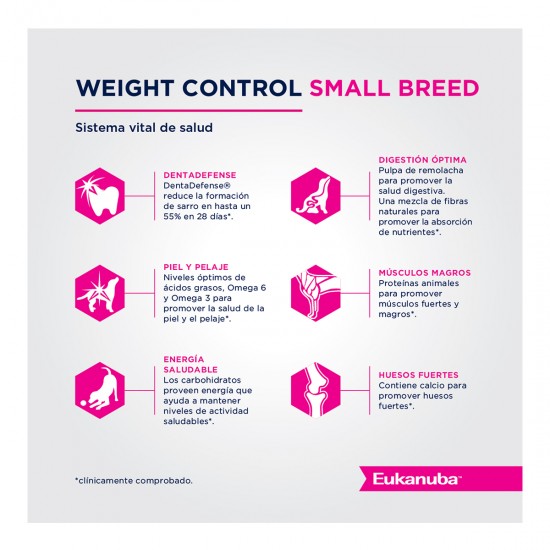 WEIGHT CONTROL SMALL BREED
Sistema vital de salud
DENTADEFENSE
DentaDefense®
reduce la formación
de sarro en hasta un
55% en 28 días*.
DIGESTIÓN ÓPTIMA
Pulpa de remolacha
para promover la
salud digestiva.
Una mezcla de fibras
naturales para
promover la absorción
de nutrientes*.
PIEL Y PELAJE
Niveles óptimos de
ácidos grasos, Omega 6
y Omega 3 para
promover la salud de la
piel y el pelaje*.
MÚSCULOS MAGROS
Proteínas animales
para promover
músculos fuertes y
magros*.
ENERGÍA
SALUDABLE
Los carbohidratos
proveen energía que
ayuda a mantener
niveles de actividad
saludables*.
HUESOS FUERTES
Contiene calcio para
promover huesos
fuertes*.
*clínicamente comprobado.
Eukanuba™